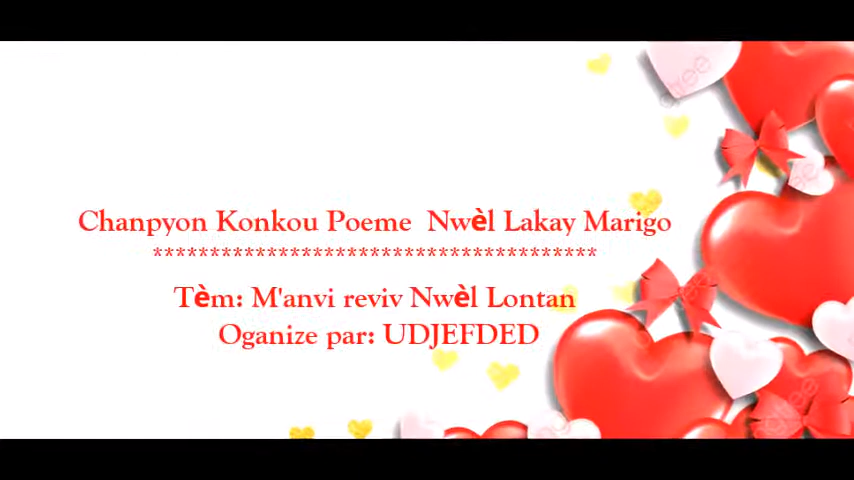 Chanpyon Konkou Poeme Nwèl Lakay Marigo
***************************************
Tèm: M'anvi reviv Nwèl Lontan
Oganize par: UDJEFDED